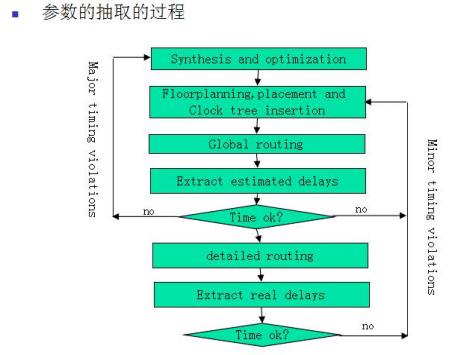 参数的抽取的过程
Synthesis and optimization
Floorplanning,placement and
Clock tree insertion
Global routing
Extract estimated delays
Time ok?
no
no
detailed routing
Extract real delays
Time ok?
no
Major timing violations
Minor timing violations